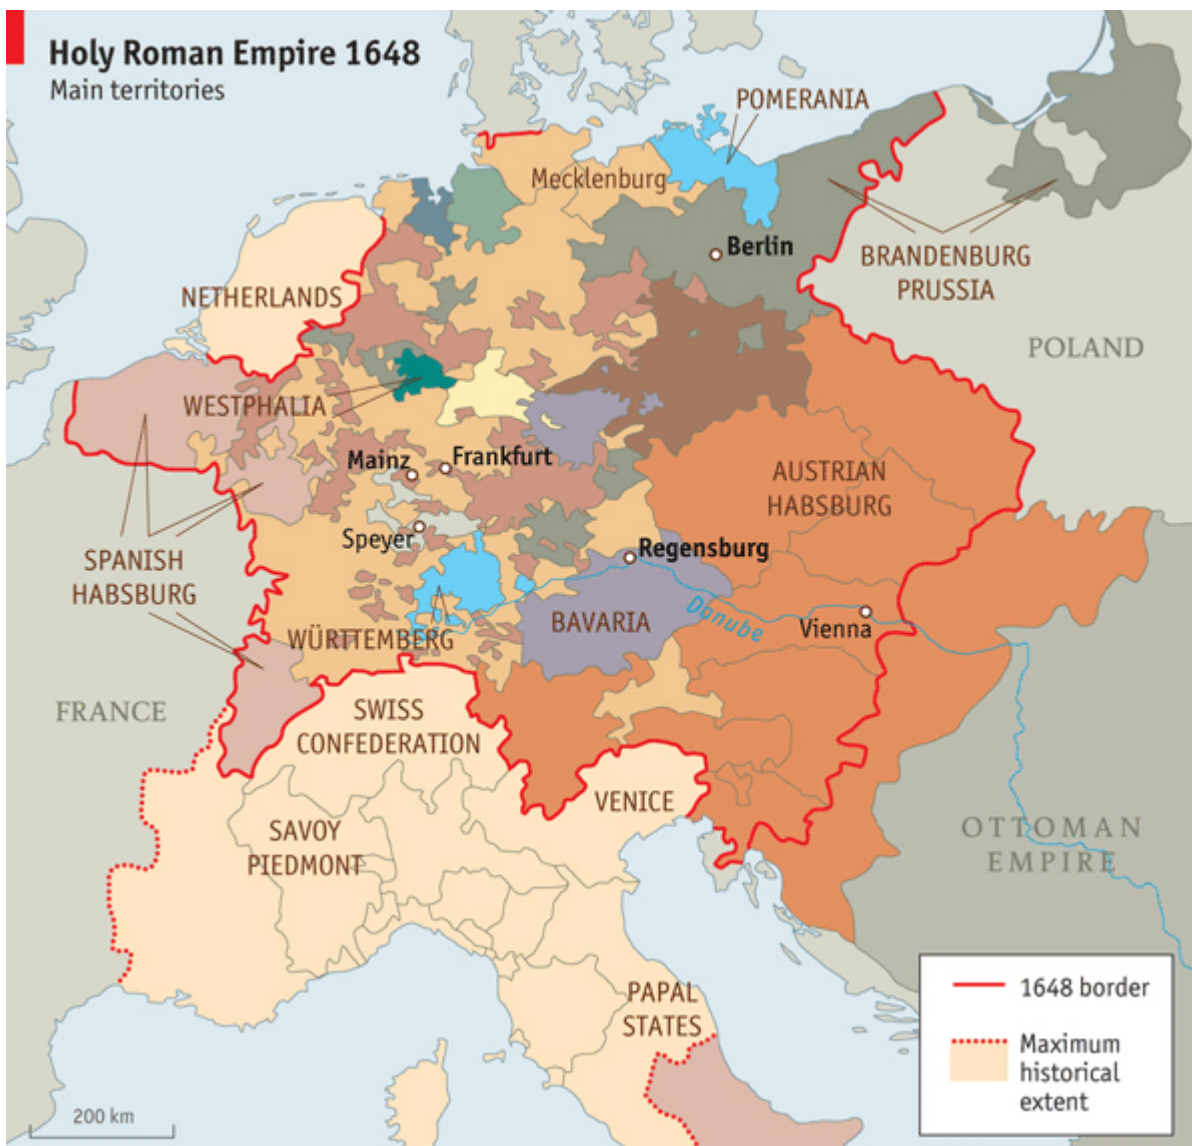 Holy Roman Empire 1648
Main territories
POMERANIA
Mecklenburg
Berlin
BRANDENBURG
PRUSSIA
NETHERLANDS
POLAND
WESTPHALIA
Mainz
Frankfurt
AUSTRIAN
HABSBURG
Speyer
Regensburg
SPANISH
HABSBURG
WÜRTTEMBERG
BAVARIA
Danube
Vienna
FRANCE
SWISS
CONFEDERATION
VENICE
SAVOY
PIEDMONT
OTTOMAN
EMPIRE
PAPAL
STATES
1648 border
Maximum
historical
extent
200 km